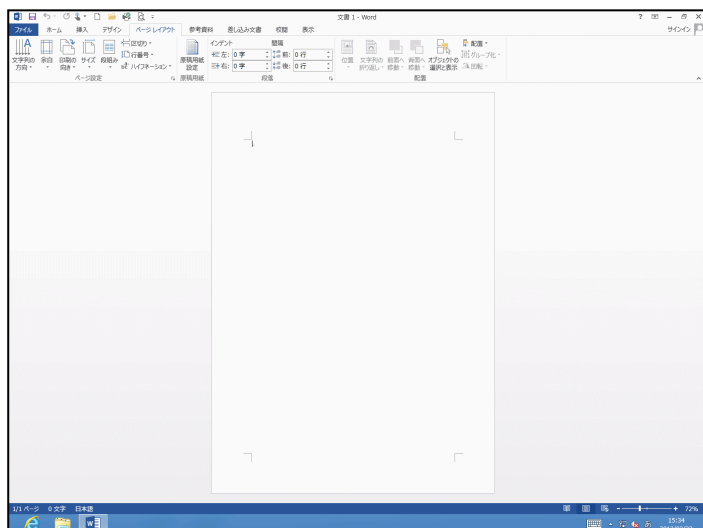 文書 1 - Word
ファイル ホーム 挿入 デザイン ページ レイアウト 参考資料 差し込み文書 校閲 表示 サインイン
文字列の方向 余白 印刷の向き サイズ 段組み 区切り 行番号 ハイフネーション
ページ設定
原稿用紙設定
原稿用紙
インデント 間隔
左: 0 字 前: 0 行
右: 0 字 後: 0 行
段落
位置 文字列の折り返し 前面へ移動 背面へ移動 オブジェクトの選択と表示 配置 グループ化 回転
配置
1/1 ページ 0 文字 日本語 72%
15:34